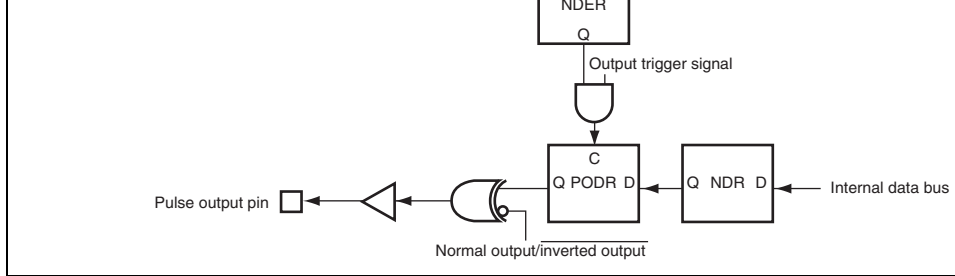 NDER
Q
Output trigger signal
C
Q PODR D
Q NDR D
Internal data bus
Pulse output pin
Normal output/inverted output